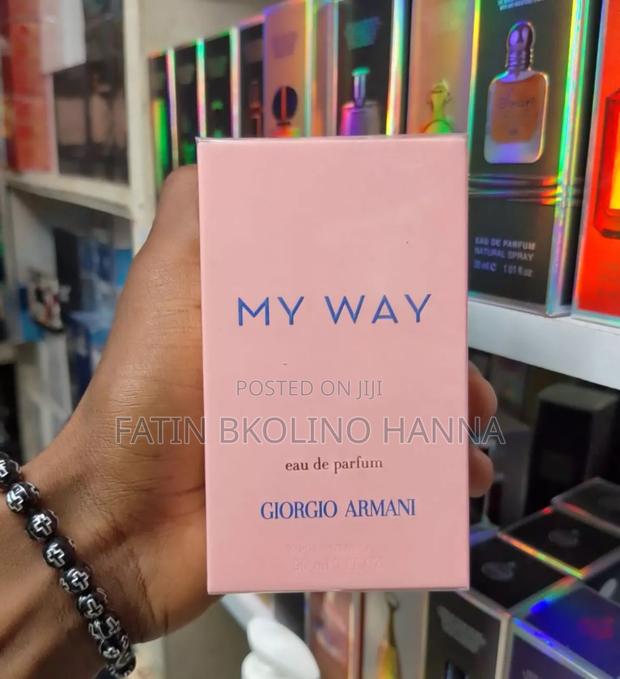 MY WAY
POSTED ON JIJI
FATIN BKOLINO HANNA
eau de parfum
GIORGIO ARMANI
EAU DE PARFUM
NATURAL SPRAY